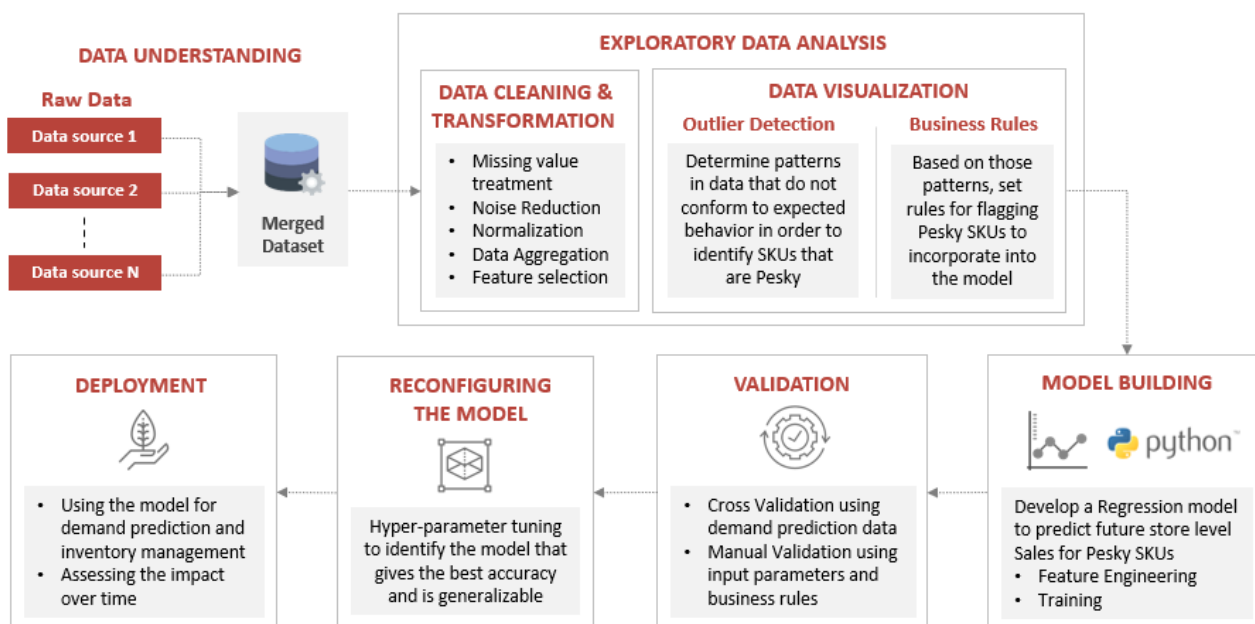 DATA UNDERSTANDING
Raw Data
Data source 1
Data source 2
Data source N
Merged
Dataset
EXPLORATORY DATA ANALYSIS
DATA CLEANING &
TRANSFORMATION
• Missing value
treatment
• Noise Reduction
• Normalization
• Data Aggregation
• Feature selection
DATA VISUALIZATION
Outlier Detection
Determine patterns
in data that do not
conform to expected
behavior in order to
identify SKUs that
are Pesky
Business Rules
Based on those
patterns, set
rules for flagging
Pesky SKUs to
incorporate into
the model
MODEL BUILDING
python™
Develop a Regression model
to predict future store level
Sales for Pesky SKUs
• Feature Engineering
• Training
VALIDATION
• Cross Validation using
demand prediction data
• Manual Validation using
input parameters and
business rules
RECONFIGURING
THE MODEL
Hyper-parameter tuning
to identify the model that
gives the best accuracy
and is generalizable
DEPLOYMENT
• Using the model for
demand prediction and
inventory management
• Assessing the impact
over time